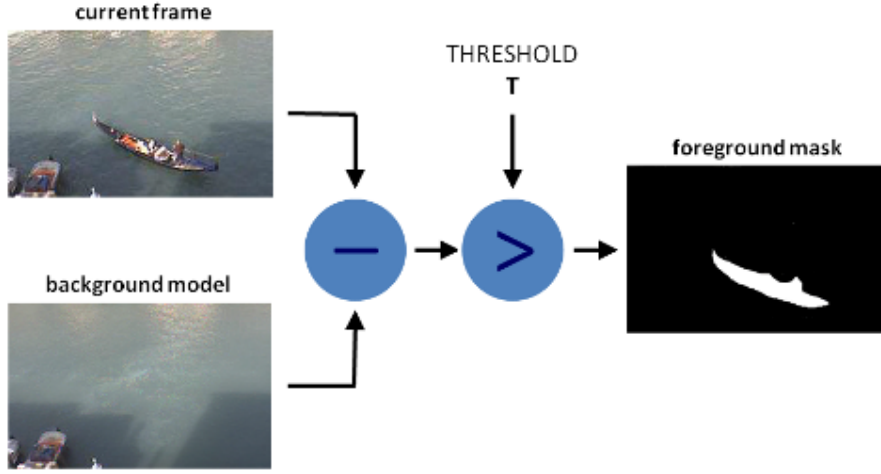 current frame
THRESHOLD
T
foreground mask
−
>
background model